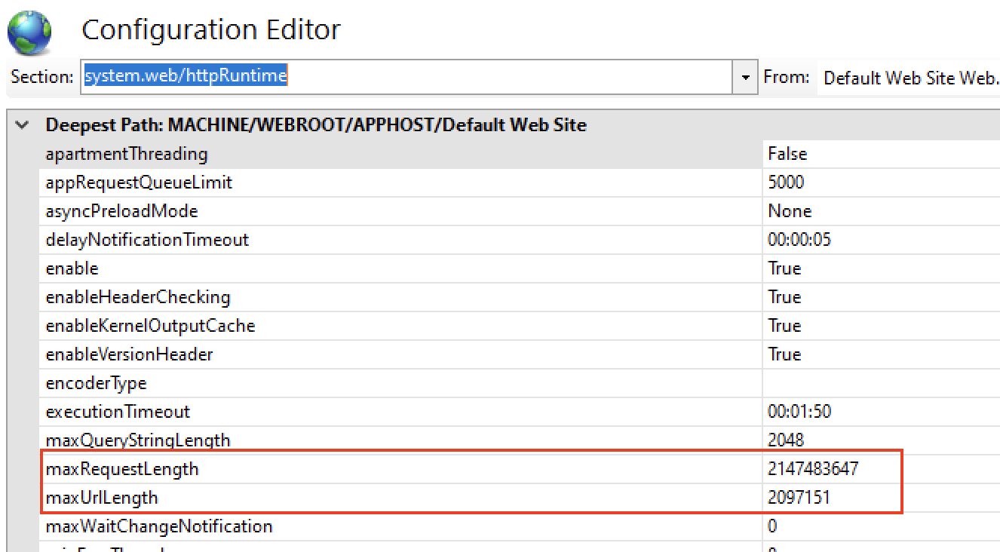 Configuration Editor
Section: system.web/httpRuntime From: Default Web Site Web.
Deepest Path: MACHINE/WEBROOT/APPHOST/Default Web Site
apartmentThreading False
appRequestQueueLimit 5000
asyncPreloadMode None
delayNotificationTimeout 00:00:05
enable True
enableHeaderChecking True
enableKernelOutputCache True
enableVersionHeader True
encoderType
executionTimeout 00:01:50
maxQueryStringLength 2048
maxRequestLength 2147483647
maxUrlLength 2097151
maxWaitChangeNotification 0